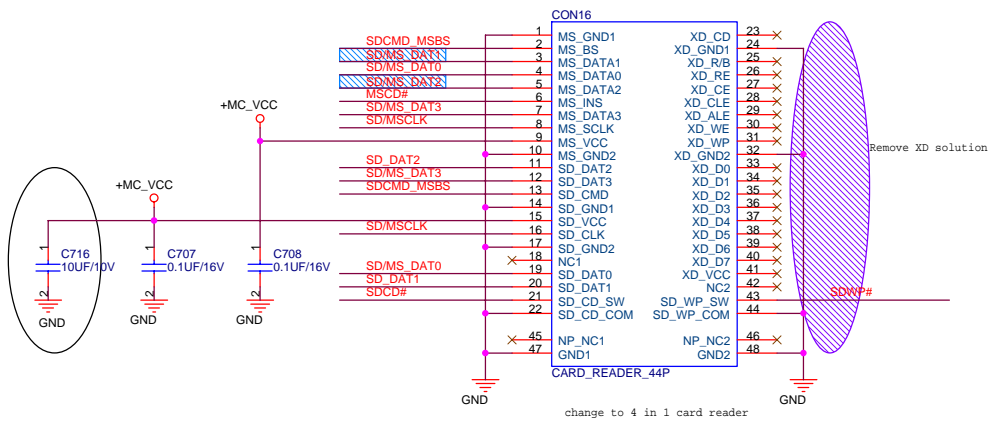 CON16
1 MS_GND1 XD_CD 23
SDCMD_MSBS 2 MS_BS XD_GND1 24
SD/MS_DAT1 3 MS_DATA1 XD_R/B 25
SD/MS_DAT0 4 MS_DATA0 XD_RE 26
SD/MS_DAT2 5 MS_DATA2 XD_CE 27
MSCD# 6 MS_INS XD_CLE 28
SD/MS_DAT3 7 MS_DATA3 XD_ALE 29
SD/MSCLK 8 MS_SCLK XD_WE 30
+MC_VCC 9 MS_VCC XD_WP 31
10 MS_GND2 XD_GND2 32
Remove XD solution
SD_DAT2 11 SD_DAT2 XD_D0 33
SD/MS_DAT3 12 SD_DAT3 XD_D1 34
SDCMD_MSBS 13 SD_CMD XD_D2 35
+MC_VCC
14 SD_GND1 XD_D3 36
15 SD_VCC XD_D4 37
SD/MSCLK 16 SD_CLK XD_D5 38
17 SD_GND2 XD_D6 39
18 NC1 XD_D7 40
SD/MS_DAT0 19 SD_DAT0 XD_VCC 41
SD_DAT1 20 SD_DAT1 NC2 42
SDCD# 21 SD_CD_SW SD_WP_SW 43 SDWP#
22 SD_CD_COM SD_WP_COM 44
45 NP_NC1 NP_NC2 46
47 GND1 GND2 48
CARD_READER_44P
1 1 1
C716 C707 C708
10UF/10V 0.1UF/16V 0.1UF/16V
2 2 2
GND GND GND
GND GND
change to 4 in 1 card reader